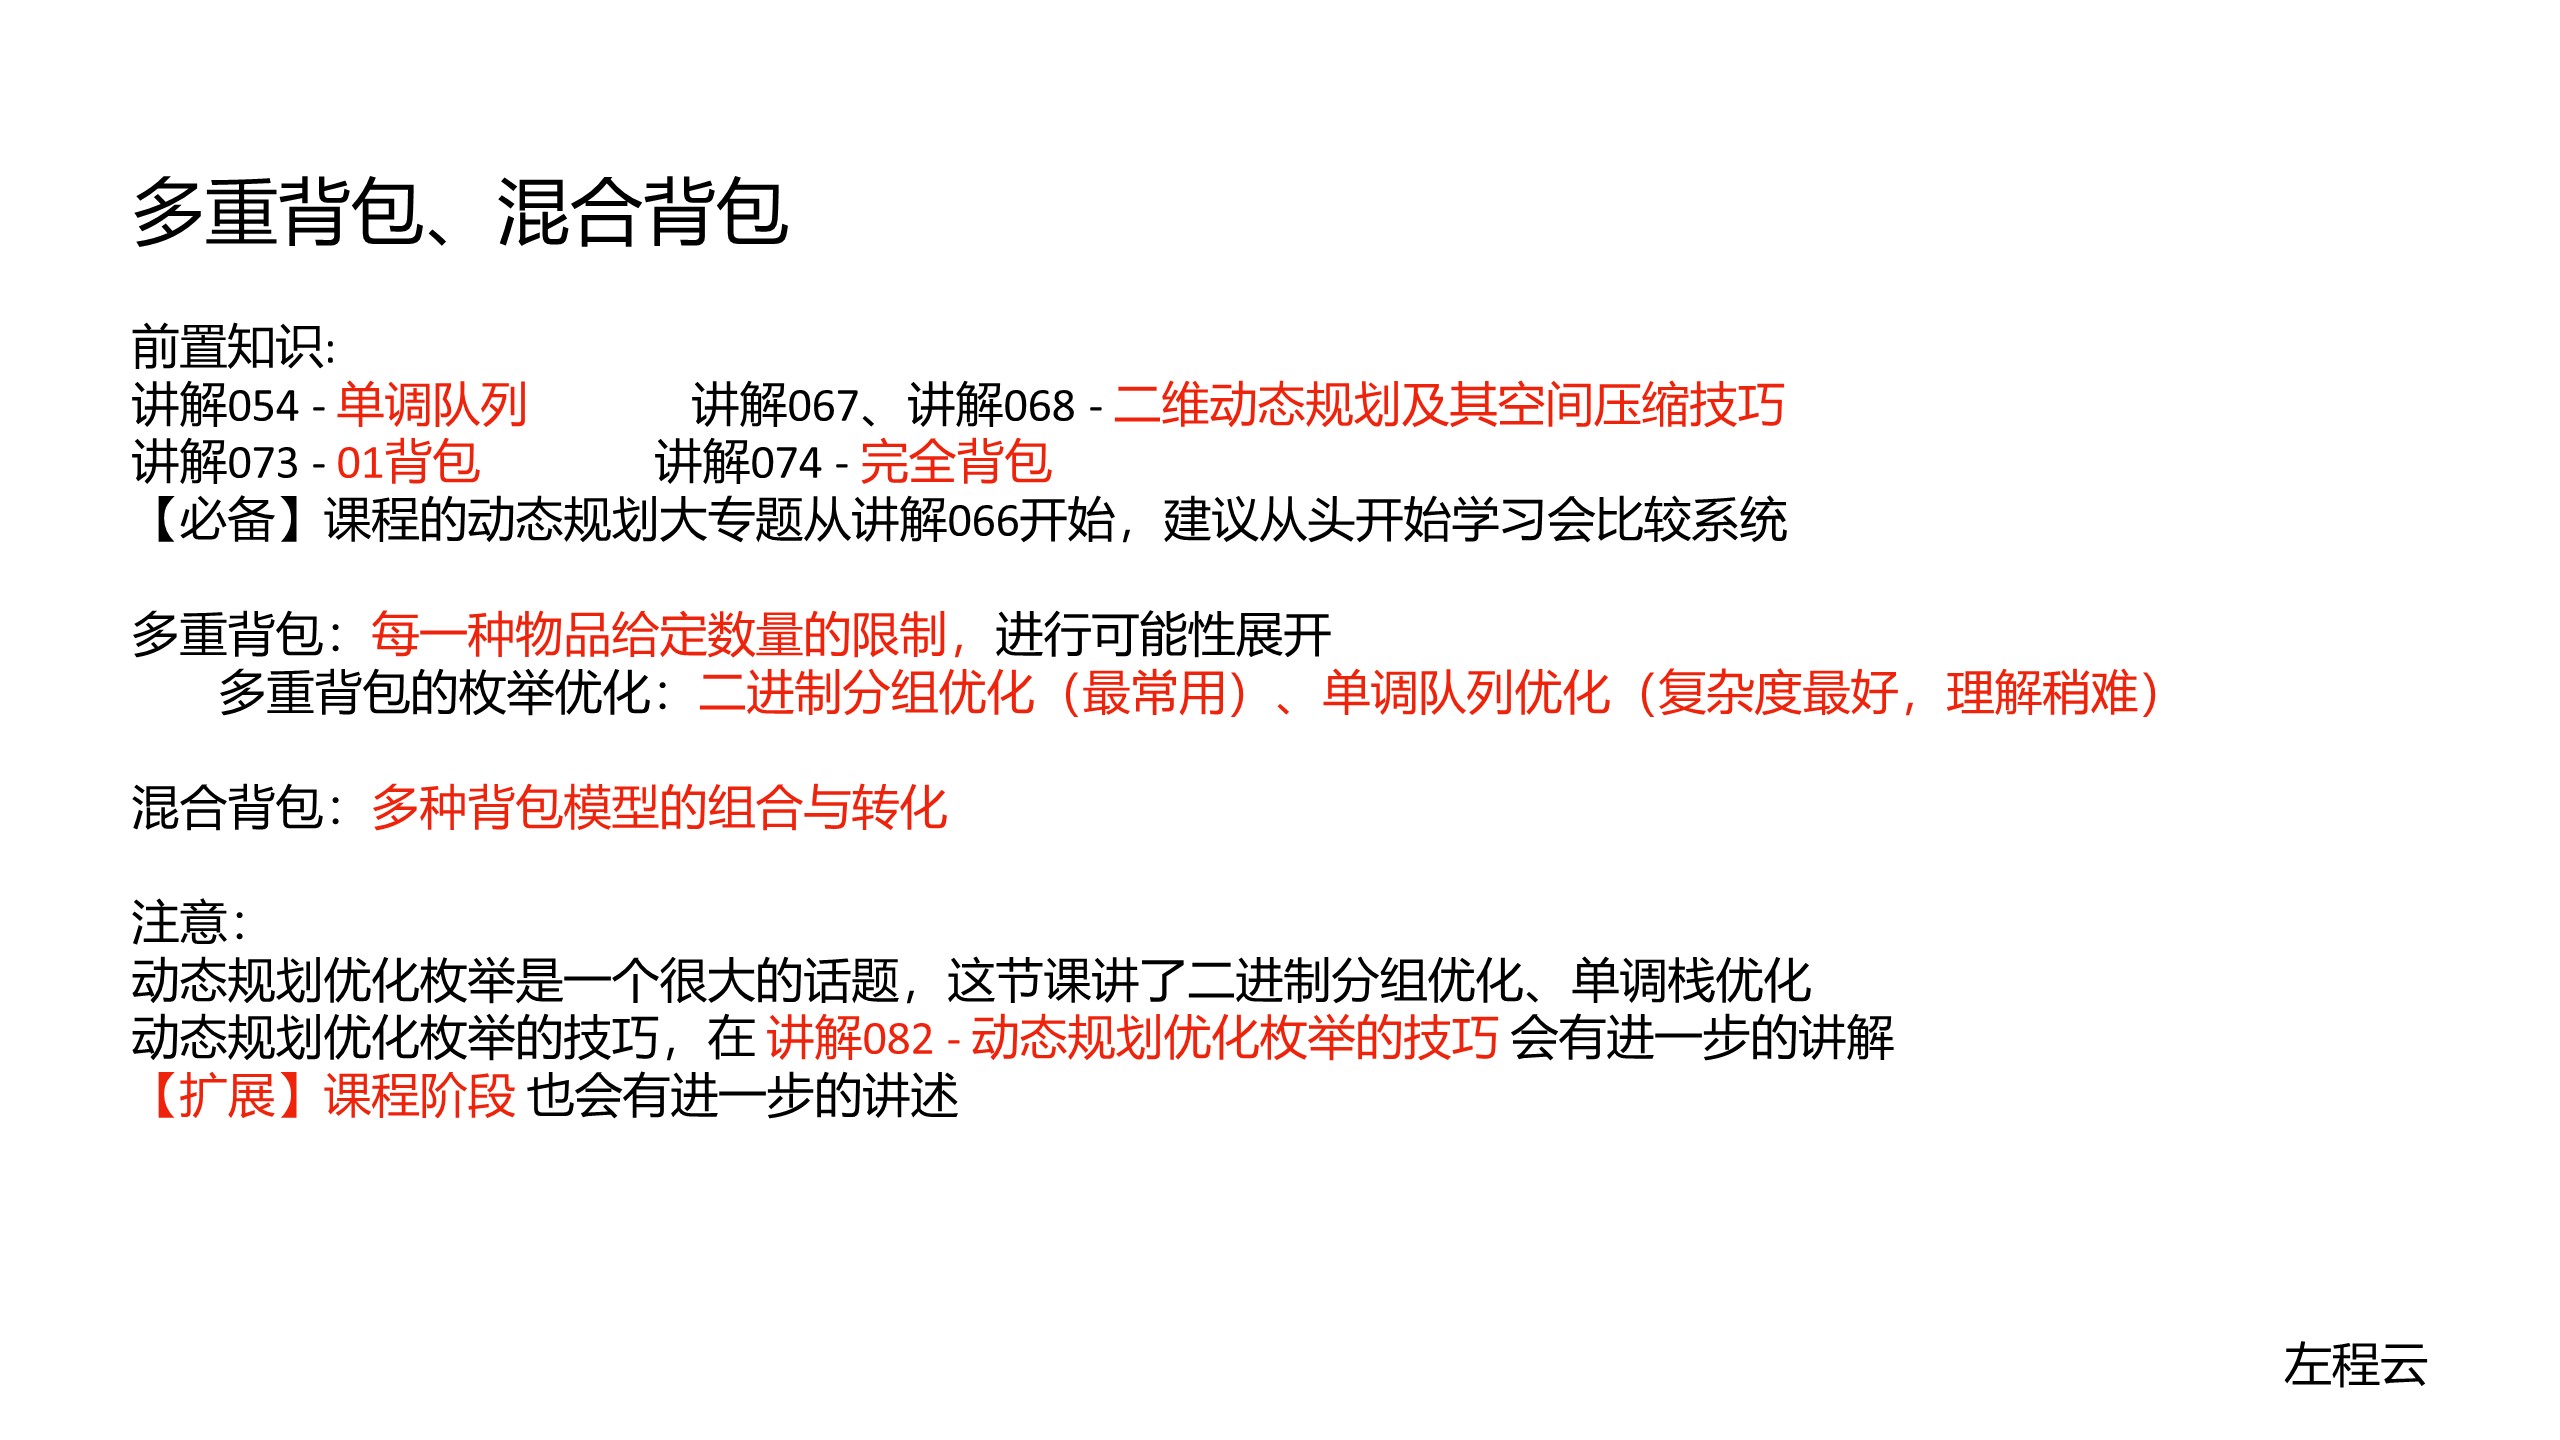 多重背包、混合背包
前置知识:
讲解054 - 单调队列 讲解067、讲解068 - 二维动态规划及其空间压缩技巧
讲解073 - 01背包 讲解074 - 完全背包
【必备】课程的动态规划大专题从讲解066开始，建议从头开始学习会比较系统
多重背包：每一种物品给定数量的限制，进行可能性展开
多重背包的枚举优化：二进制分组优化（最常用）、单调队列优化（复杂度最好，理解稍难）
混合背包：多种背包模型的组合与转化
注意：
动态规划优化枚举是一个很大的话题，这节课讲了二进制分组优化、单调栈优化
动态规划优化枚举的技巧，在 讲解082 - 动态规划优化枚举的技巧 会有进一步的讲解
【扩展】课程阶段 也会有进一步的讲述
左程云